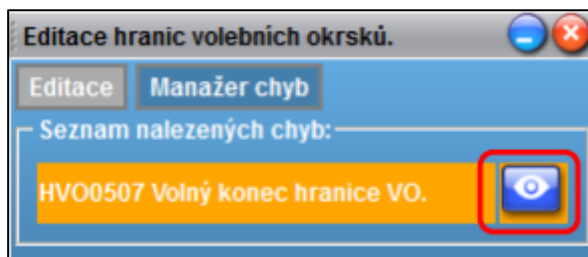 Editace hranic volebních okrsků.
Editace Manažer chyb
Seznam nalezených chyb:
HVO0507 Volný konec hranice VO.